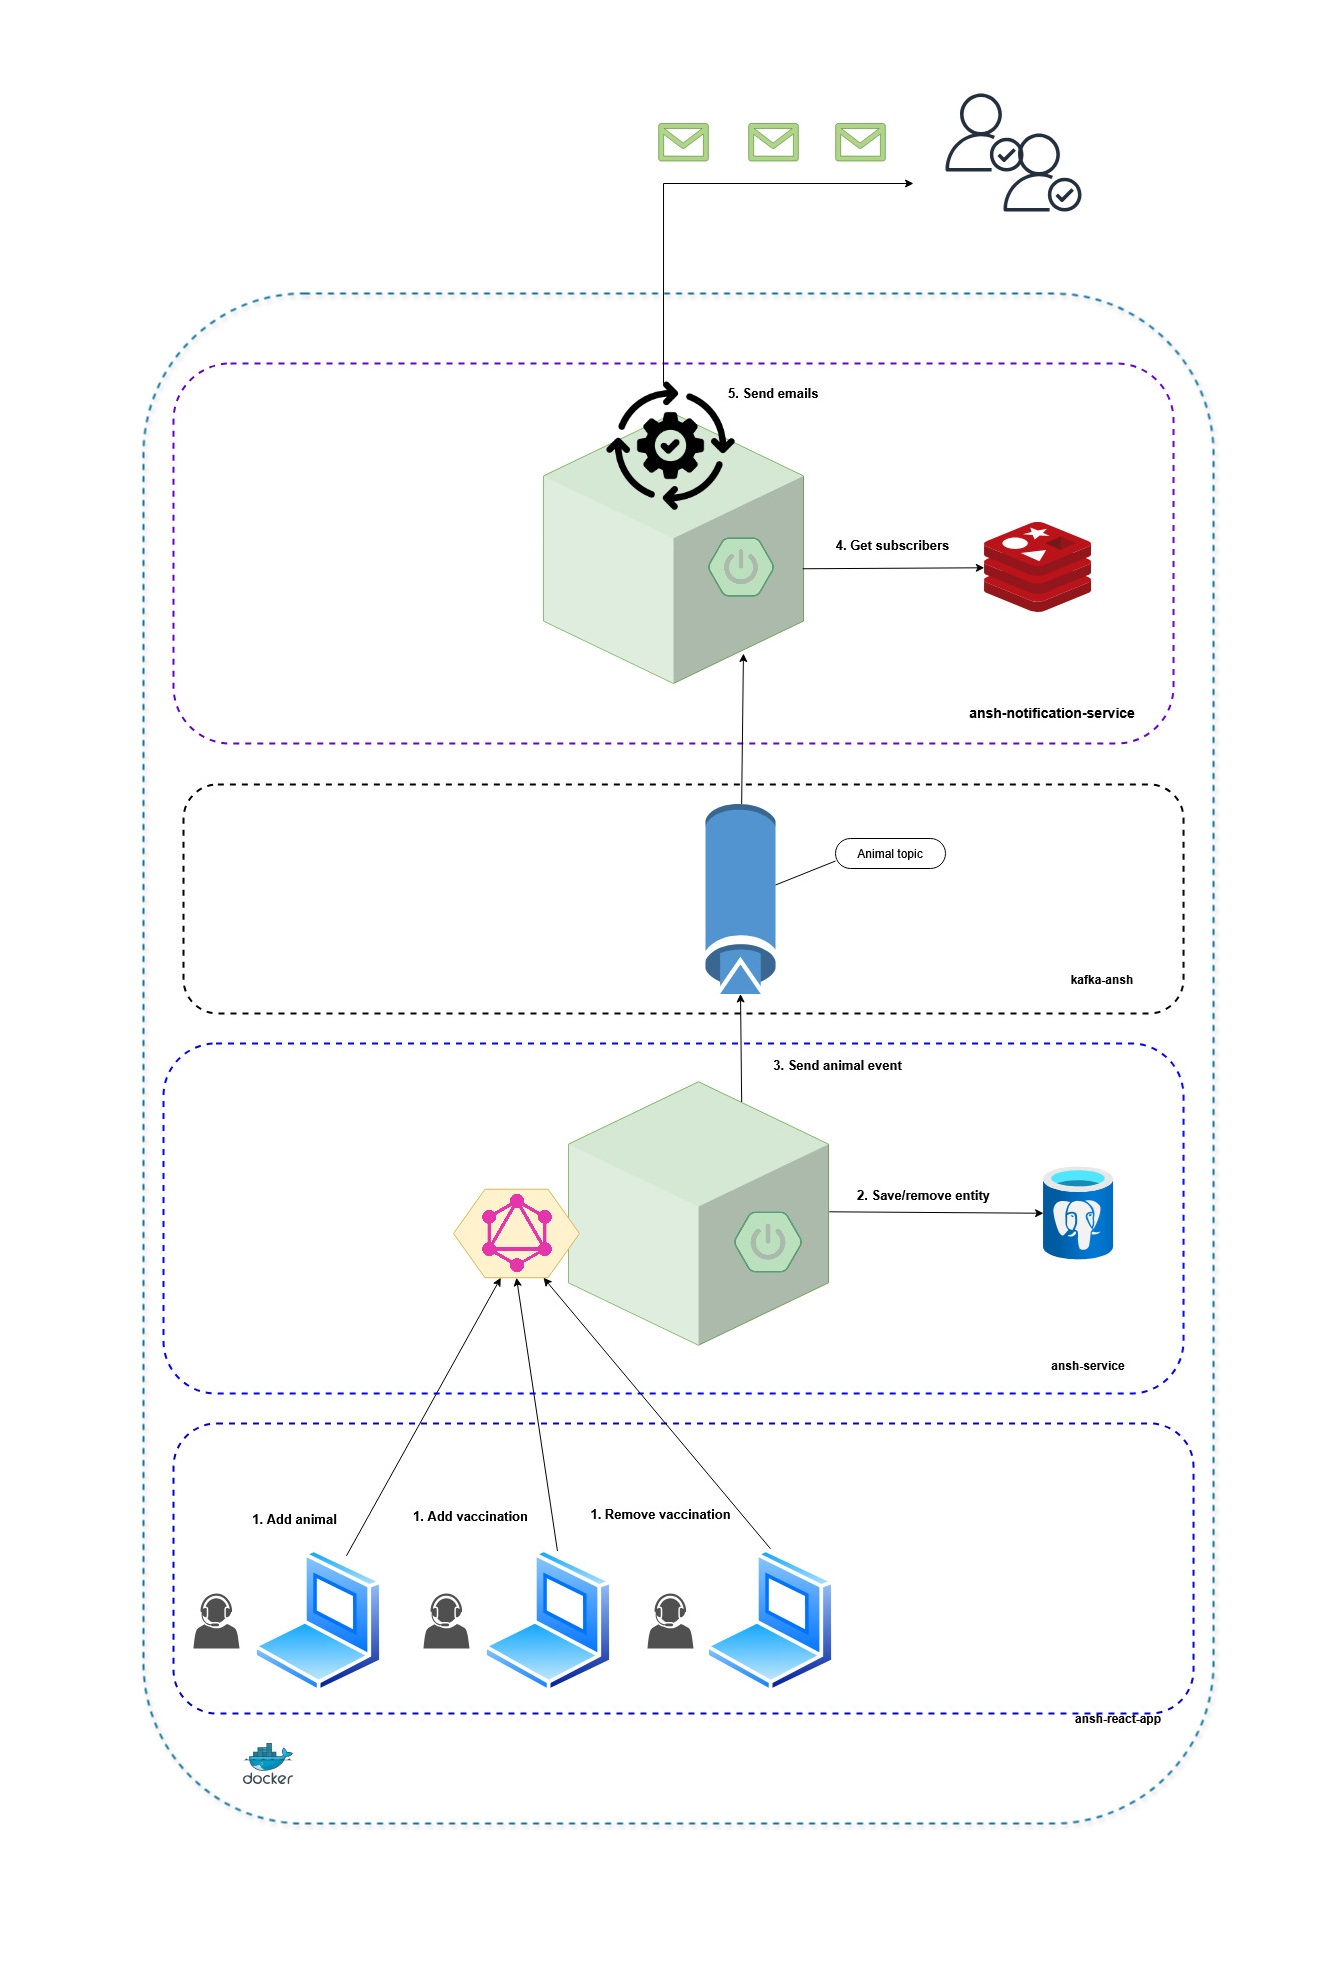 5. Send emails
4. Get subscribers
ansh-notification-service
Animal topic
kafka-ansh
3. Send animal event
2. Save/remove entity
ansh-service
1. Add animal
1. Add vaccination
1. Remove vaccination
ansh-react-app
docker